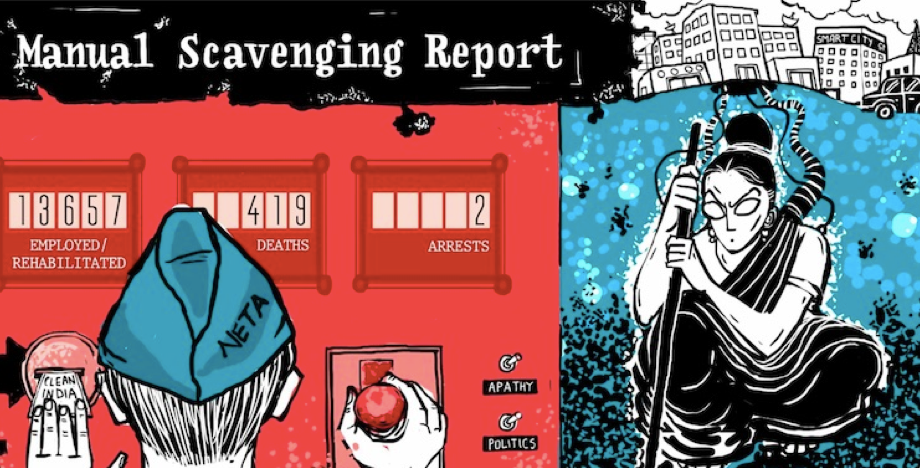 Manual Scavenging Report
SMART CITY
13657
EMPLOYED/
REHABILITATED
419
DEATHS
2
ARRESTS
NETA
CLEAN
INDIA
APATHY
POLITICS